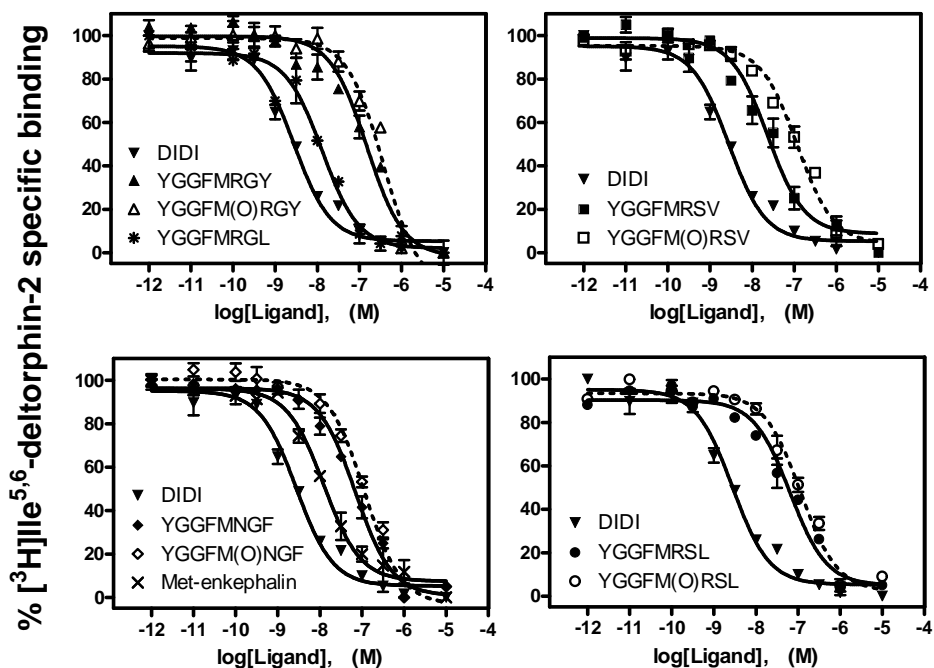 % [³H]Ile⁵,⁶-deltorphin-2 specific binding
100
80
60
40
20
0
DIDI
YGGFMRGY
YGGFM(O)RGY
YGGFMRGL
-12 -11 -10 -9 -8 -7 -6 -5 -4
log[Ligand], (M)
100
80
60
40
20
0
DIDI
YGGFMRSV
YGGFM(O)RSV
-12 -11 -10 -9 -8 -7 -6 -5 -4
log[Ligand], (M)
100
80
60
40
20
0
DIDI
YGGFMNGF
YGGFM(O)NGF
Met-enkephalin
-12 -11 -10 -9 -8 -7 -6 -5 -4
log[Ligand], (M)
100
80
60
40
20
0
DIDI
YGGFMRSL
YGGFM(O)RSL
-12 -11 -10 -9 -8 -7 -6 -5 -4
log[Ligand], (M)